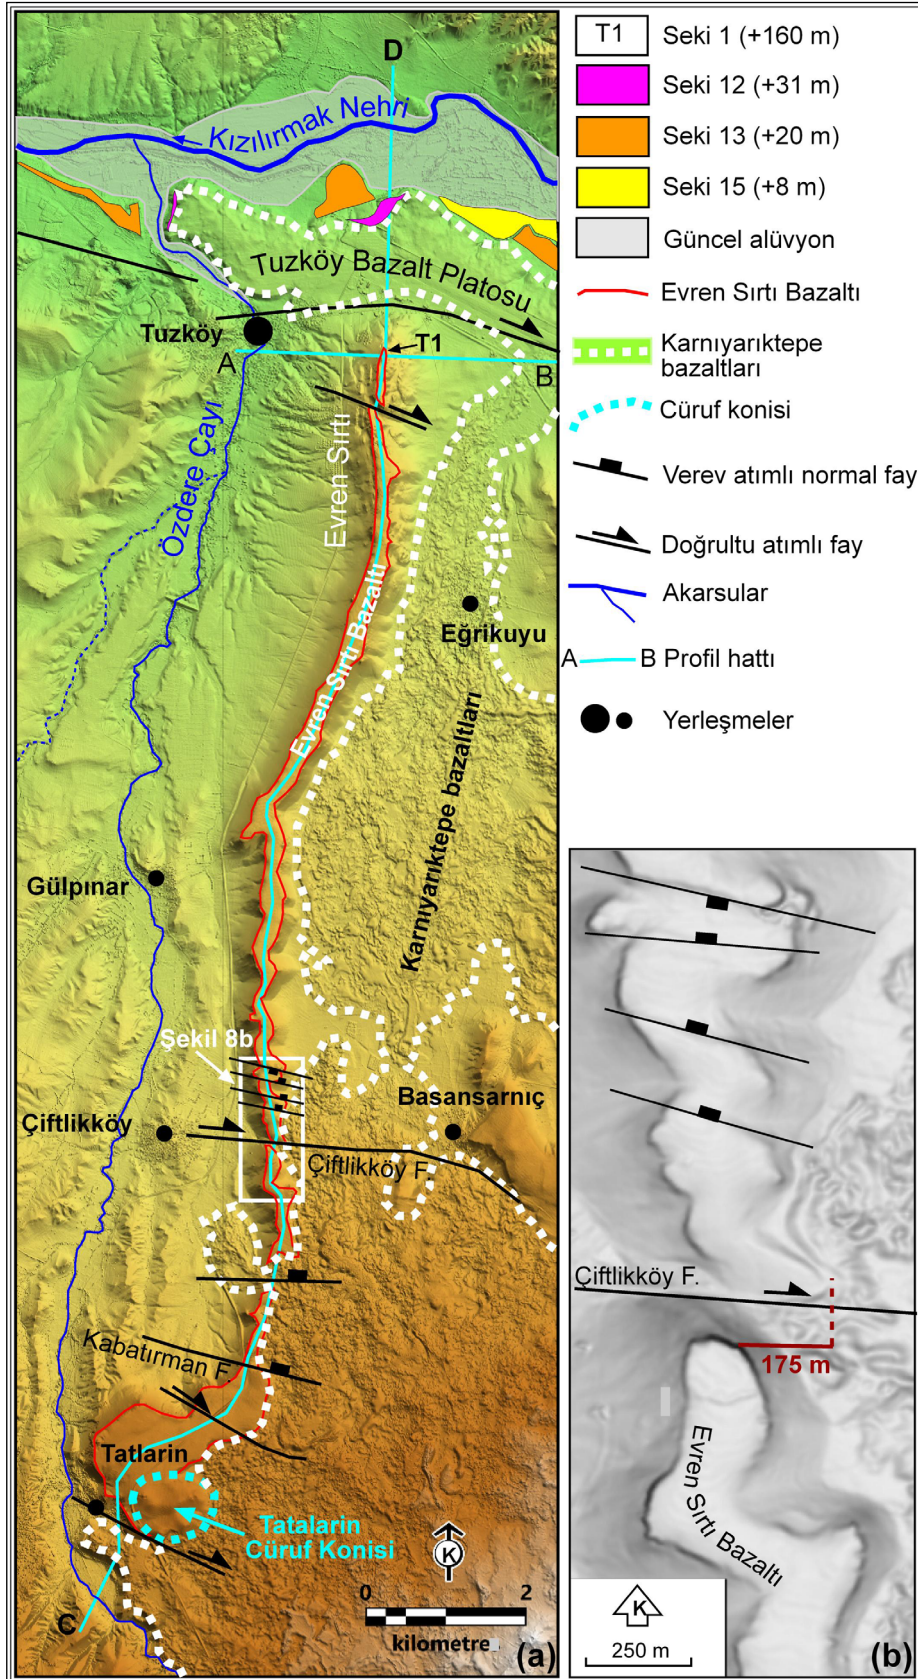 D
Kızılırmak Nehri
Tuzköy Bazalt Platosu
Tuzköy
T1
A
B
Özdere Çayı
Evren Sırtı
Evren Sırtı Bazaltı
Eğrikuyu
Karnıyarıktepe bazaltları
Gülpınar
Şekil 8b
Çiftlikköy
Basansarnıç
Çiftlikköy F.
Kabatırman F
Tatlarin
Tatalarin
Cüruf Konisi
C
K
0 2
kilometre
(a)
T1 Seki 1 (+160 m)
Seki 12 (+31 m)
Seki 13 (+20 m)
Seki 15 (+8 m)
Güncel alüvyon
Evren Sırtı Bazaltı
Karnıyarıktepe
bazaltları
Cüruf konisi
Verev atımlı normal fay
Doğrultu atımlı fay
Akarsular
A B Profil hattı
Yerleşmeler
Çiftlikköy F.
175 m
Evren Sırtı Bazaltı
K
250 m
(b)